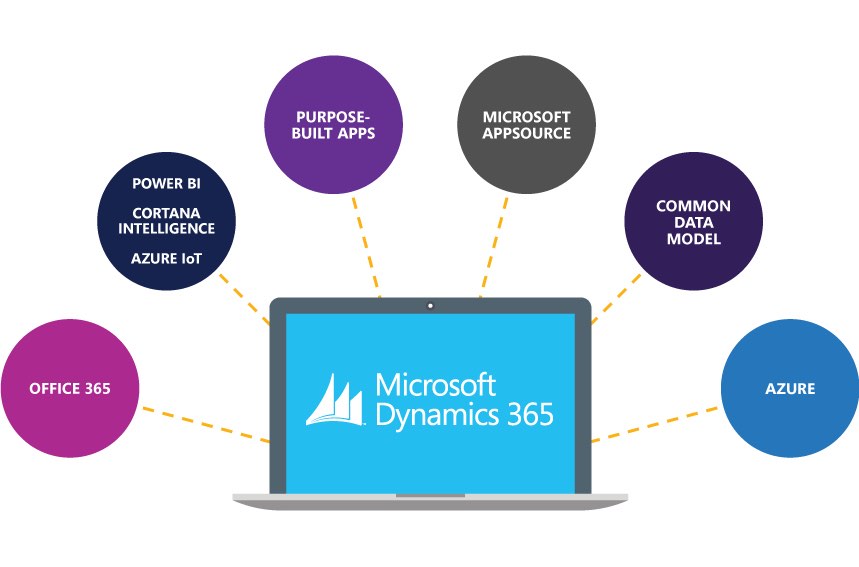 PURPOSE-
BUILT APPS
MICROSOFT
APPSOURCE
POWER BI
CORTANA
INTELLIGENCE
AZURE IoT
COMMON
DATA
MODEL
OFFICE 365
AZURE
Microsoft
Dynamics 365